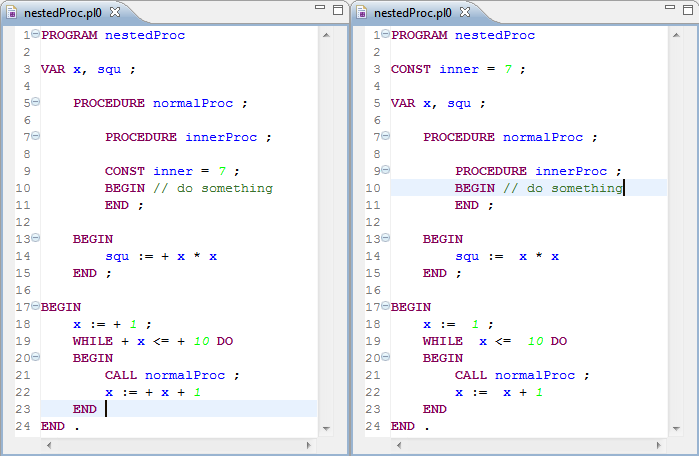 nestedProc.pl0
1 PROGRAM nestedProc
2
3 VAR x, squ ;
4
5 PROCEDURE normalProc ;
6
7 PROCEDURE innerProc ;
8
9 CONST inner = 7 ;
10 BEGIN // do something
11 END ;
12
13 BEGIN
14 squ := + x * x
15 END ;
16
17 BEGIN
18 x := + 1 ;
19 WHILE + x <= + 10 DO
20 BEGIN
21 CALL normalProc ;
22 x := + x + 1
23 END
24 END .
nestedProc.pl0
1 PROGRAM nestedProc
2
3 CONST inner = 7 ;
4
5 VAR x, squ ;
6
7 PROCEDURE normalProc ;
8
9 PROCEDURE innerProc ;
10 BEGIN // do something
11 END ;
12
13 BEGIN
14 squ :=  x * x
15 END ;
16
17 BEGIN
18 x :=  1 ;
19 WHILE  x <=  10 DO
20 BEGIN
21 CALL normalProc ;
22 x :=  x + 1
23 END
24 END .